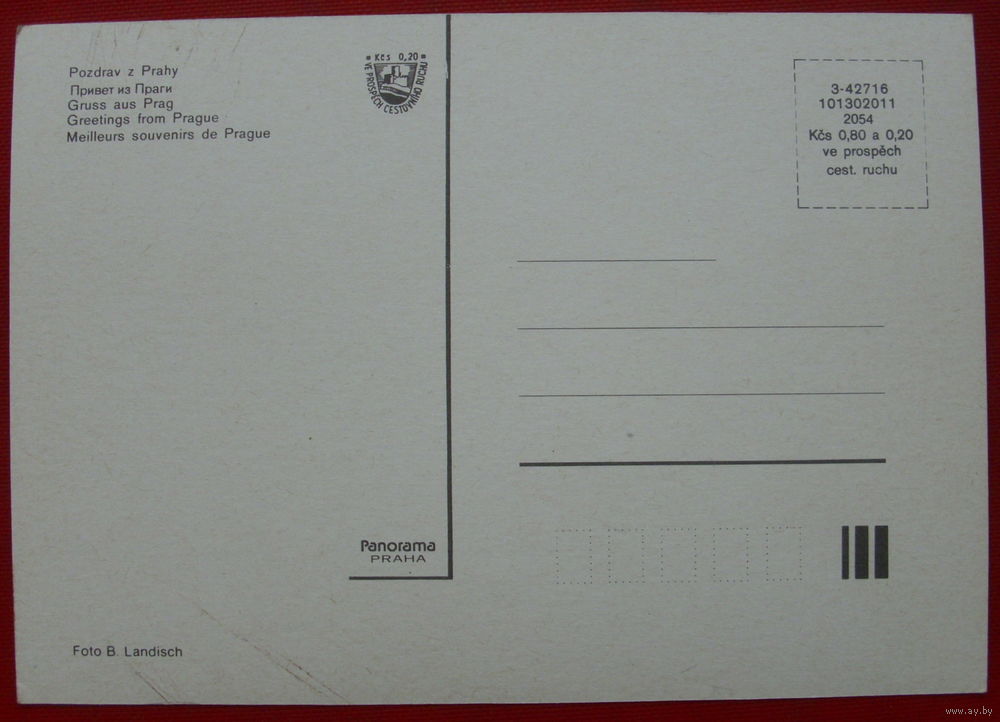 Pozdrav z Prahy
Привет из Праги
Gruss aus Prag
Greetings from Prague
Meilleurs souvenirs de Prague
Kčs 0,20
VE PROSPĚCH CESTOVNÍHO RUCHU
3-42716
101302011
2054
Kčs 0,80 a 0,20
ve prospěch
cest. ruchu
Panorama
PRAHA
Foto B. Landisch
www.ay.by